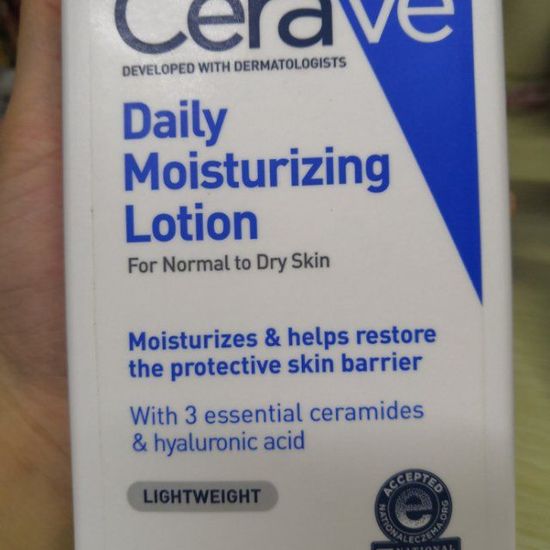 CeraVe
DEVELOPED WITH DERMATOLOGISTS
Daily
Moisturizing
Lotion
For Normal to Dry Skin
Moisturizes & helps restore
the protective skin barrier
With 3 essential ceramides
& hyaluronic acid
LIGHTWEIGHT
ACCEPTED
e
NATIONALECZEMA.ORG
NATIONAL